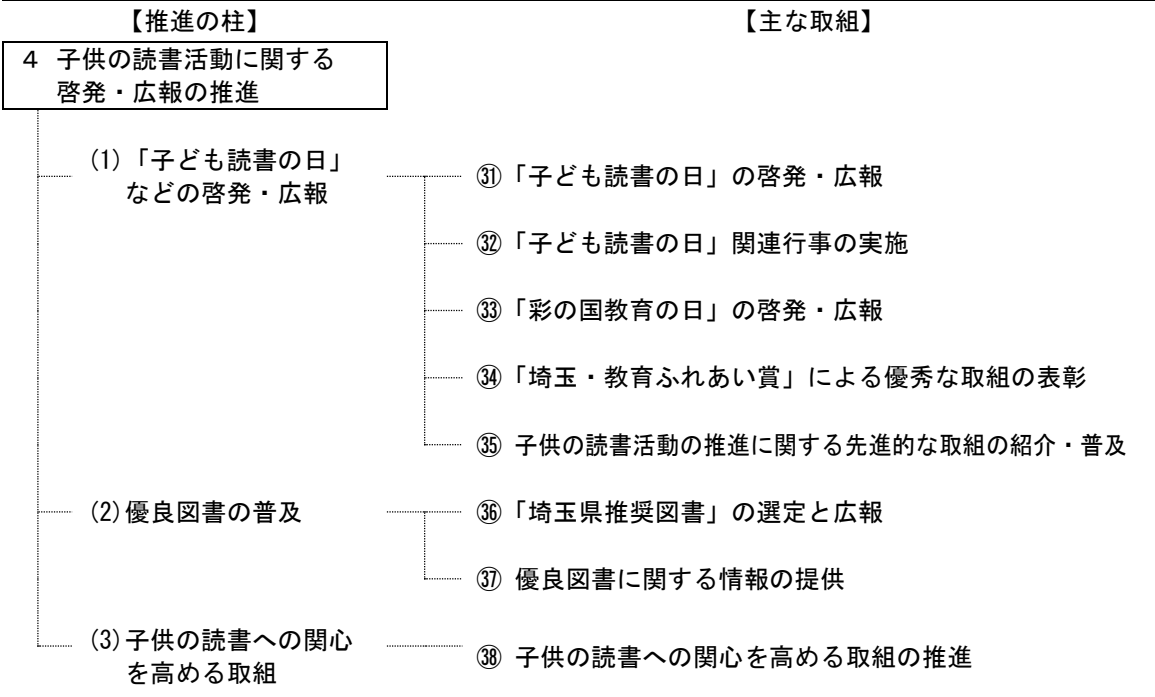 【推進の柱】
【主な取組】
４ 子供の読書活動に関する
啓発・広報の推進
(1)「子ども読書の日」
などの啓発・広報
㉛「子ども読書の日」の啓発・広報
㉜「子ども読書の日」関連行事の実施
㉝「彩の国教育の日」の啓発・広報
㉞「埼玉・教育ふれあい賞」による優秀な取組の表彰
㉟ 子供の読書活動の推進に関する先進的な取組の紹介・普及
(2)優良図書の普及
㊱「埼玉県推奨図書」の選定と広報
㊲ 優良図書に関する情報の提供
(3)子供の読書への関心
を高める取組
㊳ 子供の読書への関心を高める取組の推進